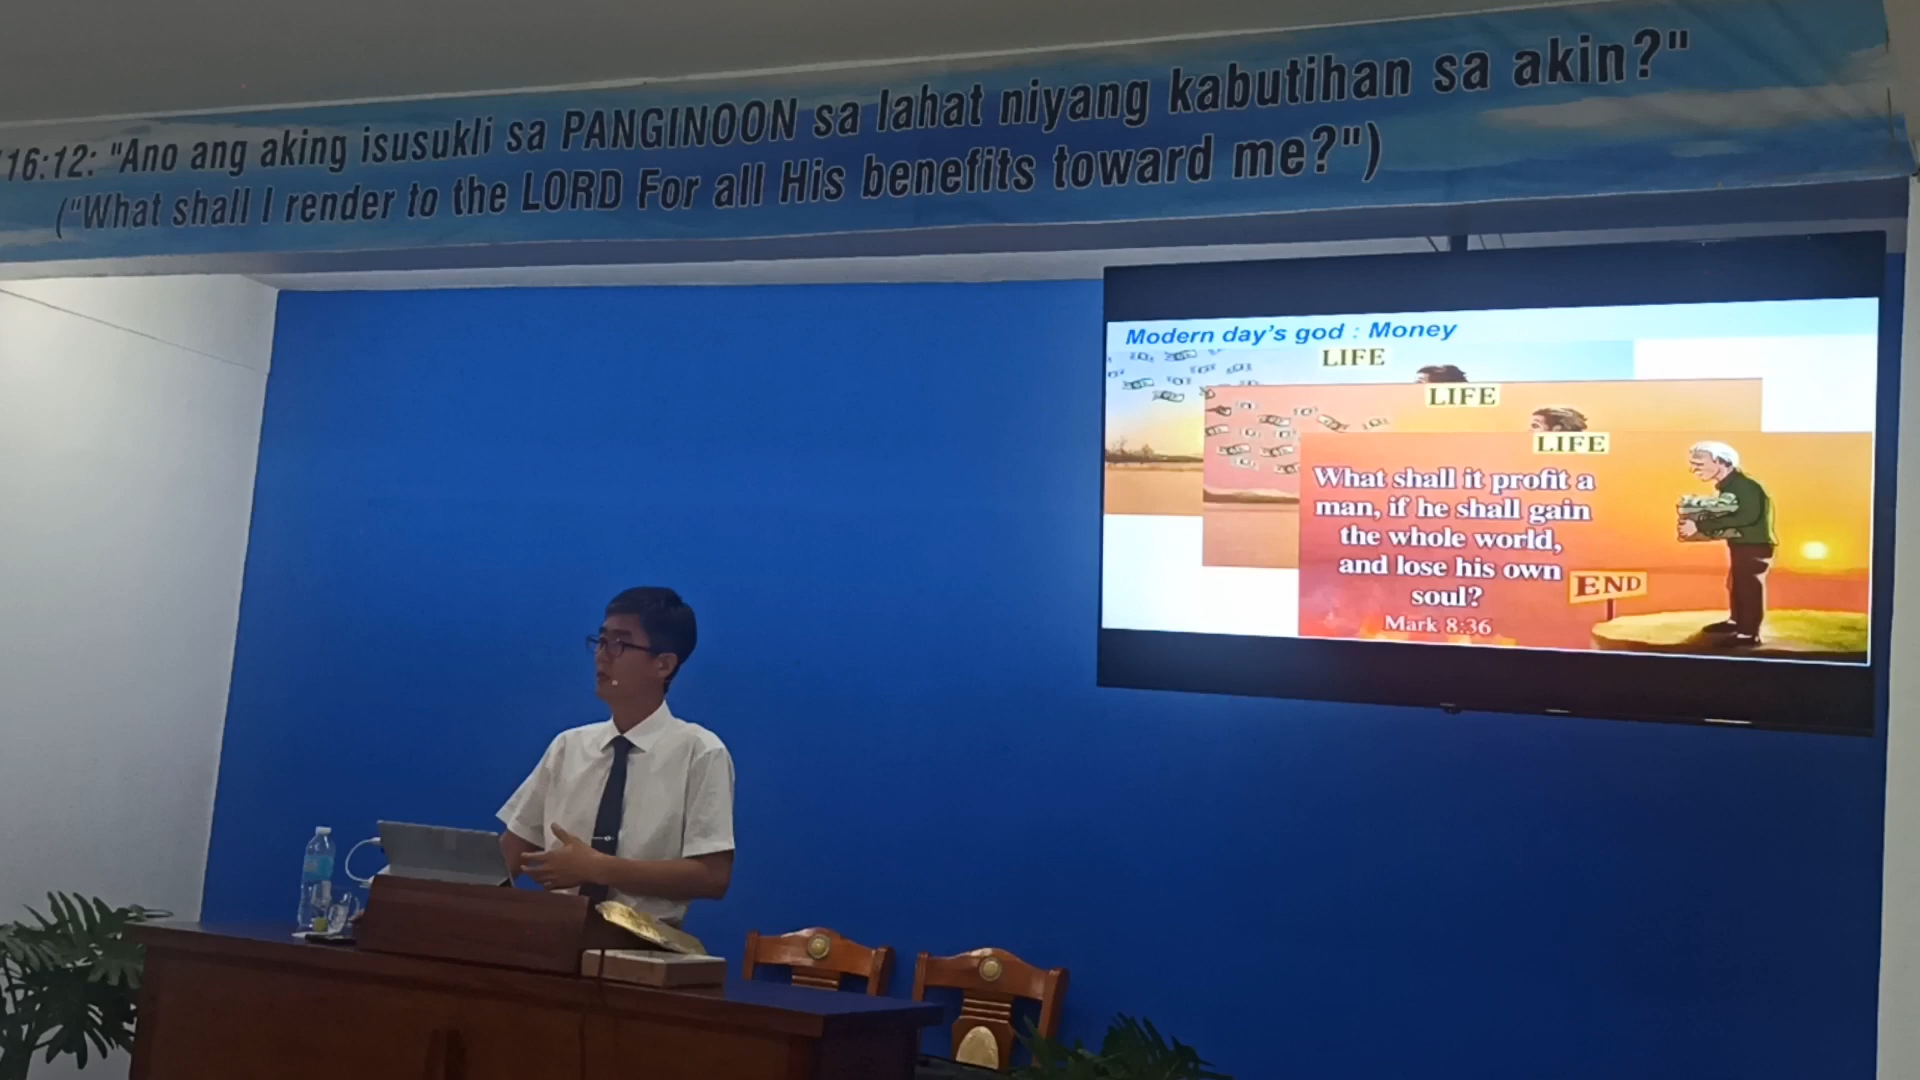 16:12: "Ano ang aking isusukli sa PANGINOON sa lahat niyang kabutihan sa akin?"
("What shall I render to the LORD For all His benefits toward me?")
Modern day's god : Money
LIFE
LIFE
LIFE
What shall it profit a
man, if he shall gain
the whole world,
and lose his own
soul?
Mark 8:36
END